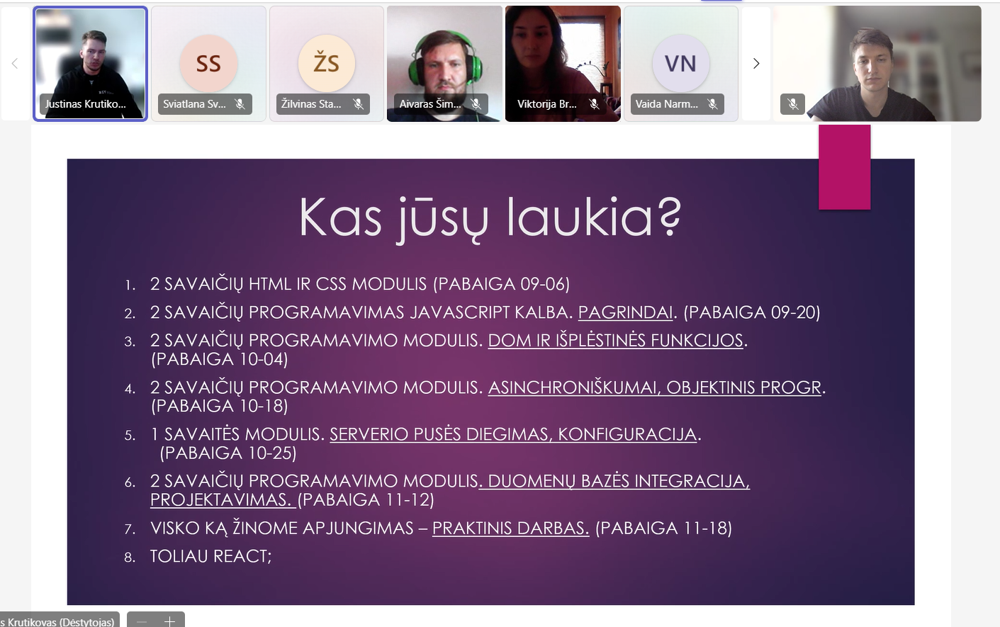 SS
ŽS
VN
Justinas Krutiko...
Sviatlana Sv...
Žilvinas Sta...
Aivaras Šim...
Viktorija Br...
Vaida Narm...
Kas jūsų laukia?
1. 2 SAVAIČIŲ HTML IR CSS MODULIS (PABAIGA 09-06)
2. 2 SAVAIČIŲ PROGRAMAVIMAS JAVASCRIPT KALBA. PAGRINDAI. (PABAIGA 09-20)
3. 2 SAVAIČIŲ PROGRAMAVIMO MODULIS. DOM IR IŠPLĖSTINĖS FUNKCIJOS.
(PABAIGA 10-04)
4. 2 SAVAIČIŲ PROGRAMAVIMO MODULIS. ASINCHRONIŠKUMAI, OBJEKTINIS PROGR.
(PABAIGA 10-18)
5. 1 SAVAITĖS MODULIS. SERVERIO PUSĖS DIEGIMAS, KONFIGURACIJA.
(PABAIGA 10-25)
6. 2 SAVAIČIŲ PROGRAMAVIMO MODULIS. DUOMENŲ BAZĖS INTEGRACIJA,
PROJEKTAVIMAS. (PABAIGA 11-12)
7. VISKO KĄ ŽINOME APJUNGIMAS – PRAKTINIS DARBAS. (PABAIGA 11-18)
8. TOLIAU REACT;
s Krutikovas (Dėstytojas)